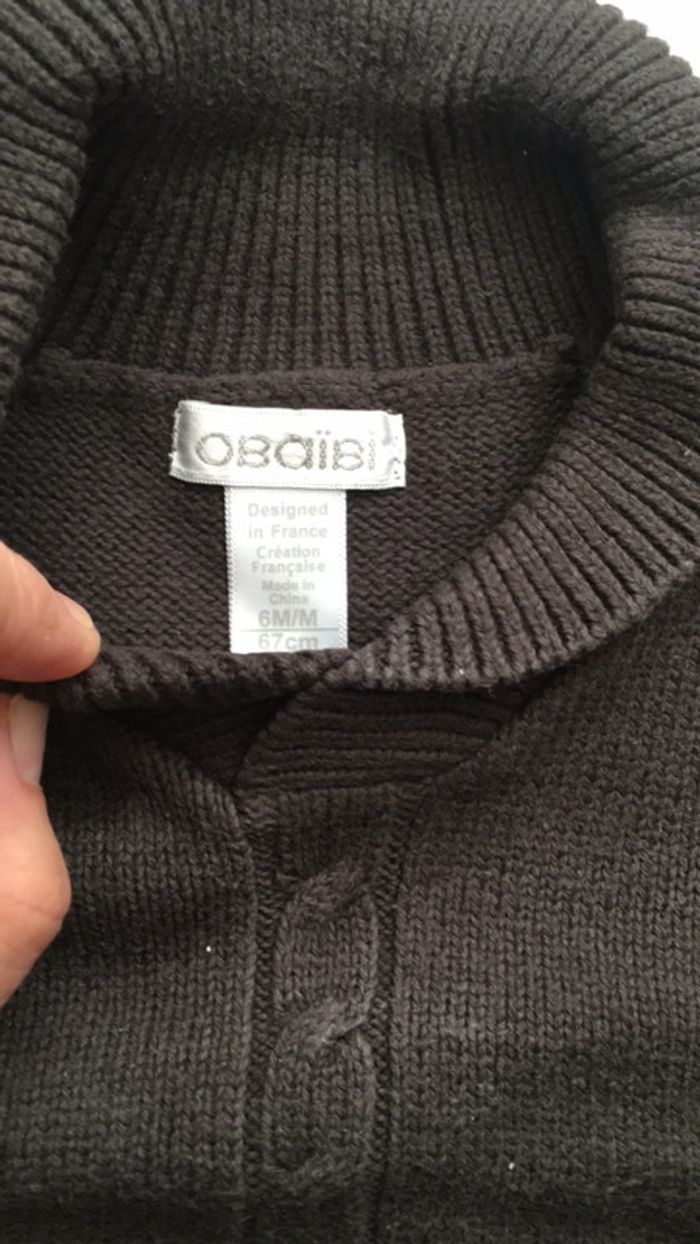 obaïbi
Designed
in France
Création
Française
Made in
China
6M/M
67cm